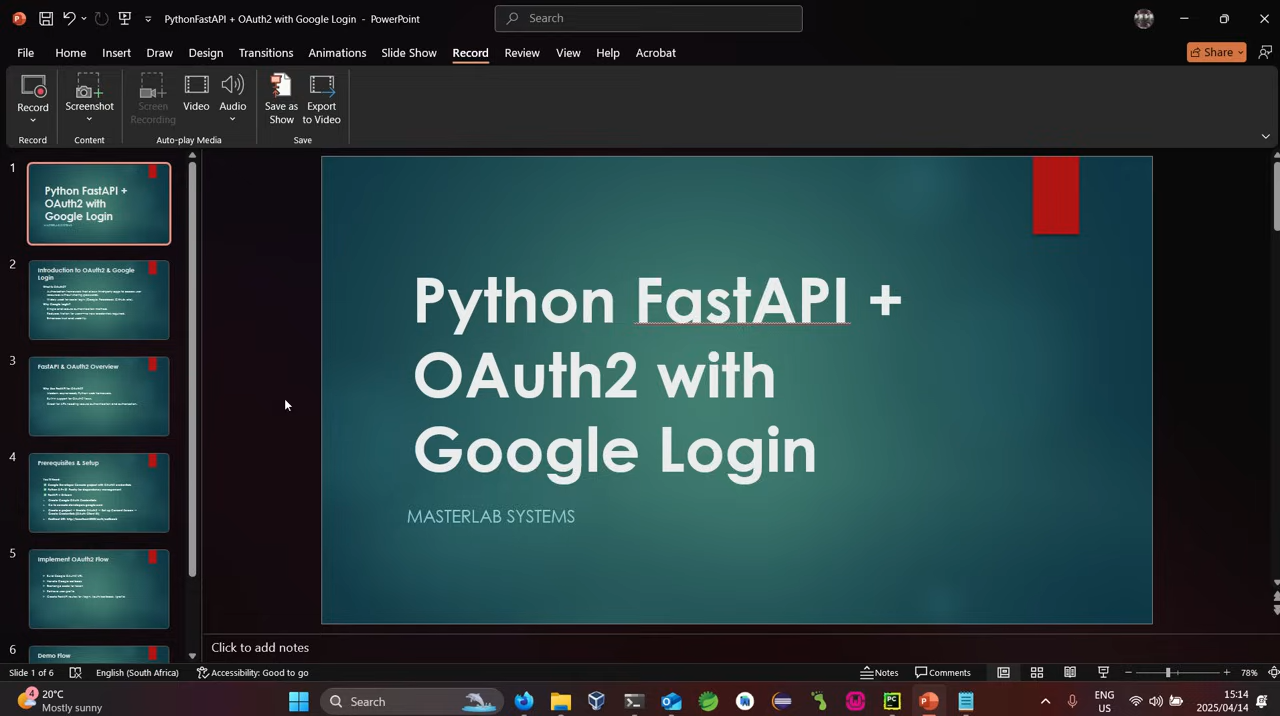 PythonFastAPI + OAuth2 with Google Login - PowerPoint
Search
File Home Insert Draw Design Transitions Animations Slide Show Record Review View Help Acrobat
Share
Record
Screenshot
Screen Recording
Video
Audio
Save as Show
Export to Video
Record
Content
Auto-play Media
Save
1
Python FastAPI +
OAuth2 with
Google Login
2
Introduction to OAuth2 & Google
Login
3
FastAPI & OAuth2 Overview
4
Prerequisites & Setup
5
Implement OAuth2 Flow
6
Demo Flow
Python FastAPI +
OAuth2 with
Google Login
MASTERLAB SYSTEMS
Click to add notes
Slide 1 of 6 English (South Africa) Accessibility: Good to go Notes Comments 78%
4
20°C
Mostly sunny
Search
PC
ENG
US
15:14
2025/04/14